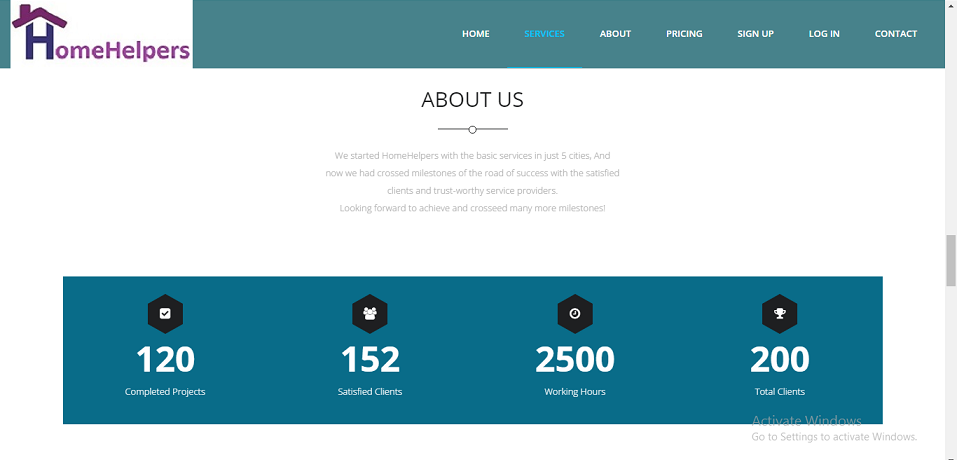 HomeHelpers
HOME SERVICES ABOUT PRICING SIGN UP LOG IN CONTACT
ABOUT US
We started HomeHelpers with the basic services in just 5 cities, And
now we had crossed milestones of the road of success with the satisfied
clients and trust-worthy service providers.
Looking forward to achieve and crosseed many more milestones!
120 152 2500 200
Completed Projects Satisfied Clients Working Hours Total Clients
Activate Windows
Go to Settings to activate Windows.